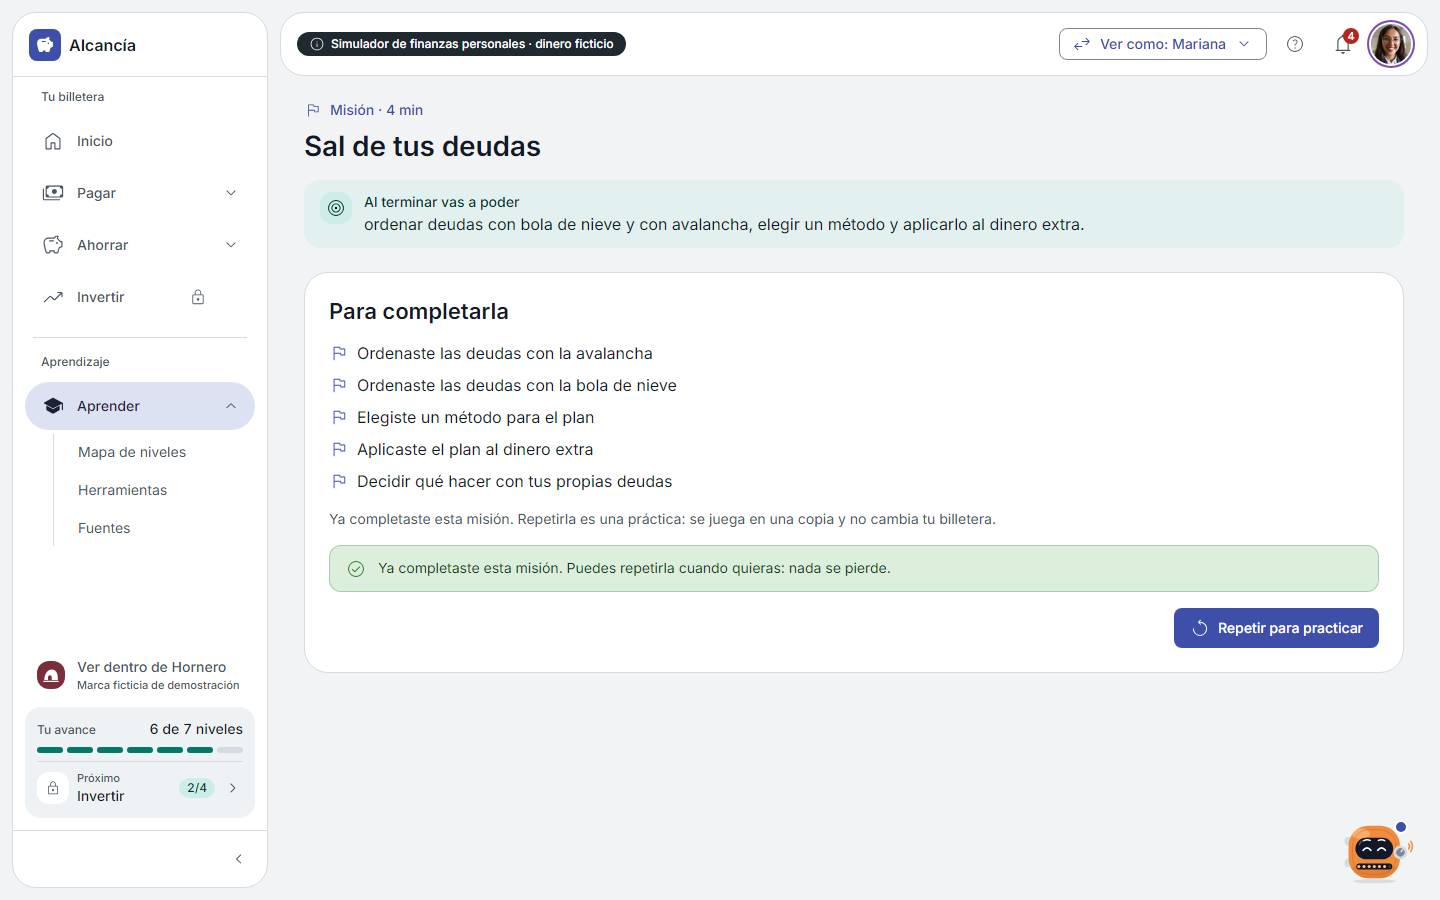 Alcancía
Tu billetera
Inicio
Pagar
Ahorrar
Invertir
Aprendizaje
Aprender
Mapa de niveles
Herramientas
Fuentes
Ver dentro de Hornero
Marca ficticia de demostración
Tu avance 6 de 7 niveles
Próximo
Invertir 2/4
Simulador de finanzas personales · dinero ficticio
Ver como: Mariana
4
Misión · 4 min
Sal de tus deudas
Al terminar vas a poder
ordenar deudas con bola de nieve y con avalancha, elegir un método y aplicarlo al dinero extra.
Para completarla
Ordenaste las deudas con la avalancha
Ordenaste las deudas con la bola de nieve
Elegiste un método para el plan
Aplicaste el plan al dinero extra
Decidir qué hacer con tus propias deudas
Ya completaste esta misión. Repetirla es una práctica: se juega en una copia y no cambia tu billetera.
Ya completaste esta misión. Puedes repetirla cuando quieras: nada se pierde.
Repetir para practicar